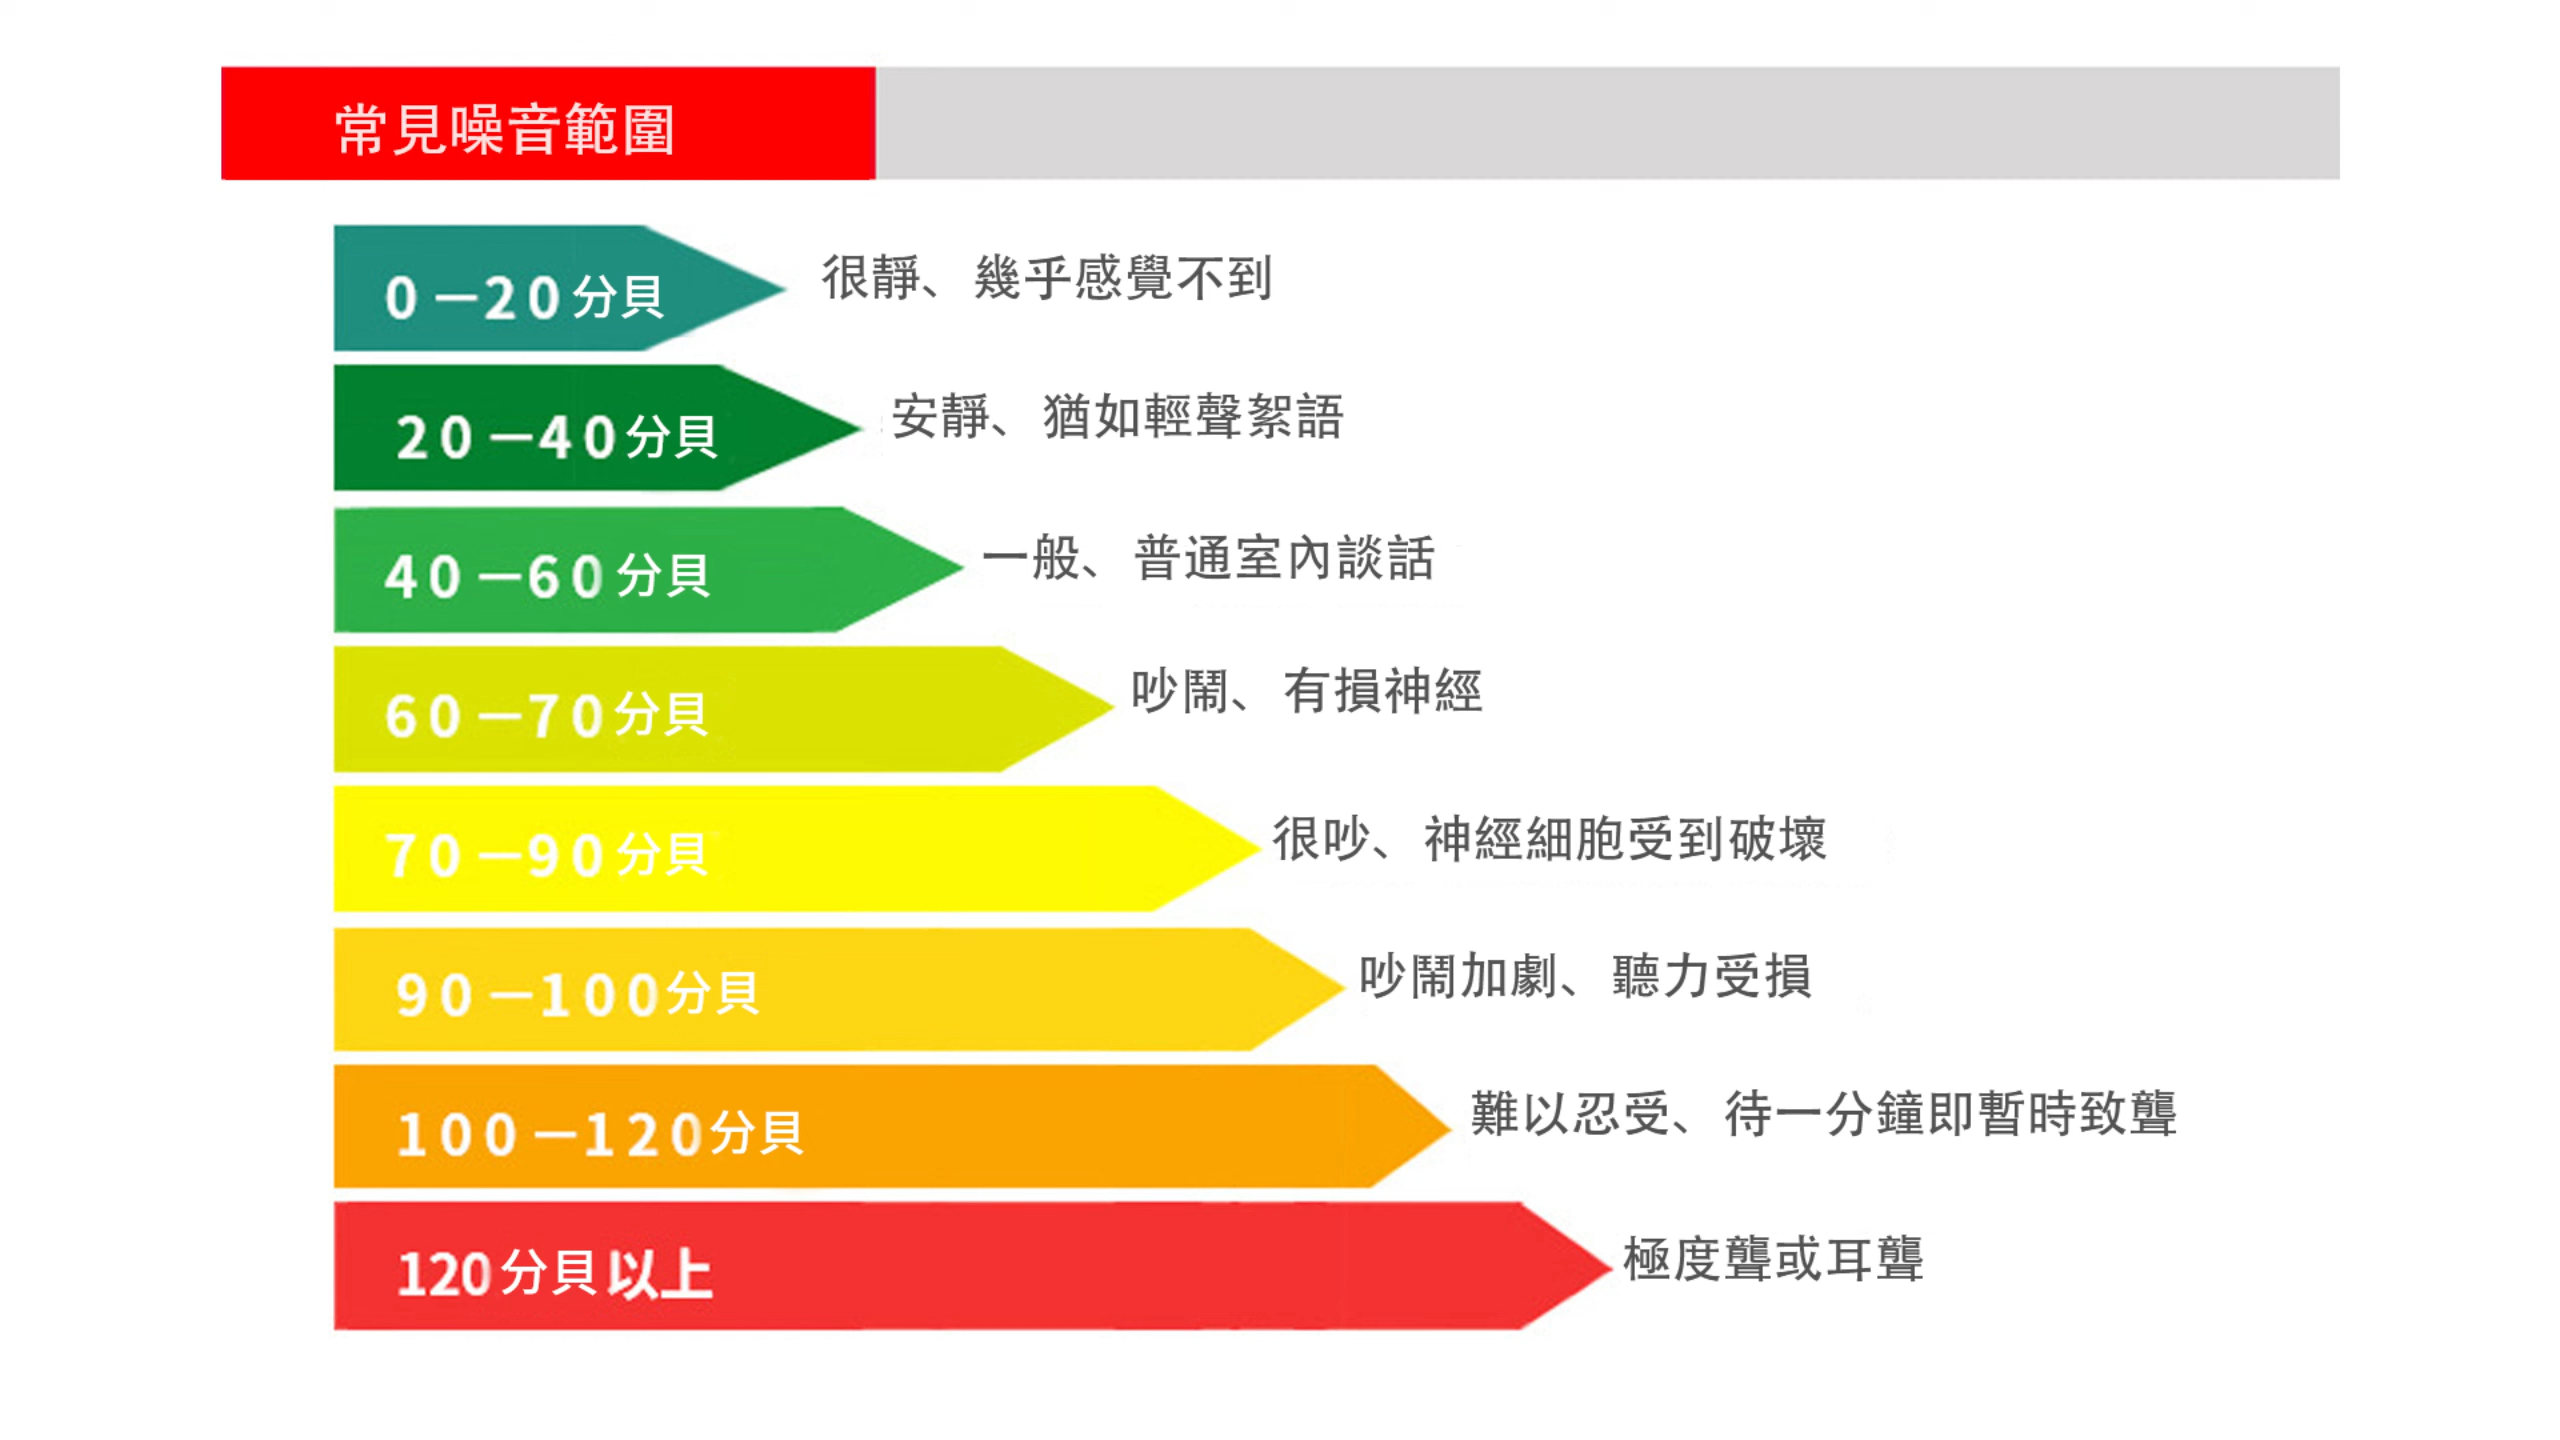 常見噪音範圍
0－20分貝 很靜、幾乎感覺不到
20－40分貝 安靜、猶如輕聲絮語
40－60分貝 一般、普通室內談話
60－70分貝 吵鬧、有損神經
70－90分貝 很吵、神經細胞受到破壞
90－100分貝 吵鬧加劇、聽力受損
100－120分貝 難以忍受、待一分鐘即暫時致聾
120分貝以上 極度聾或耳聾